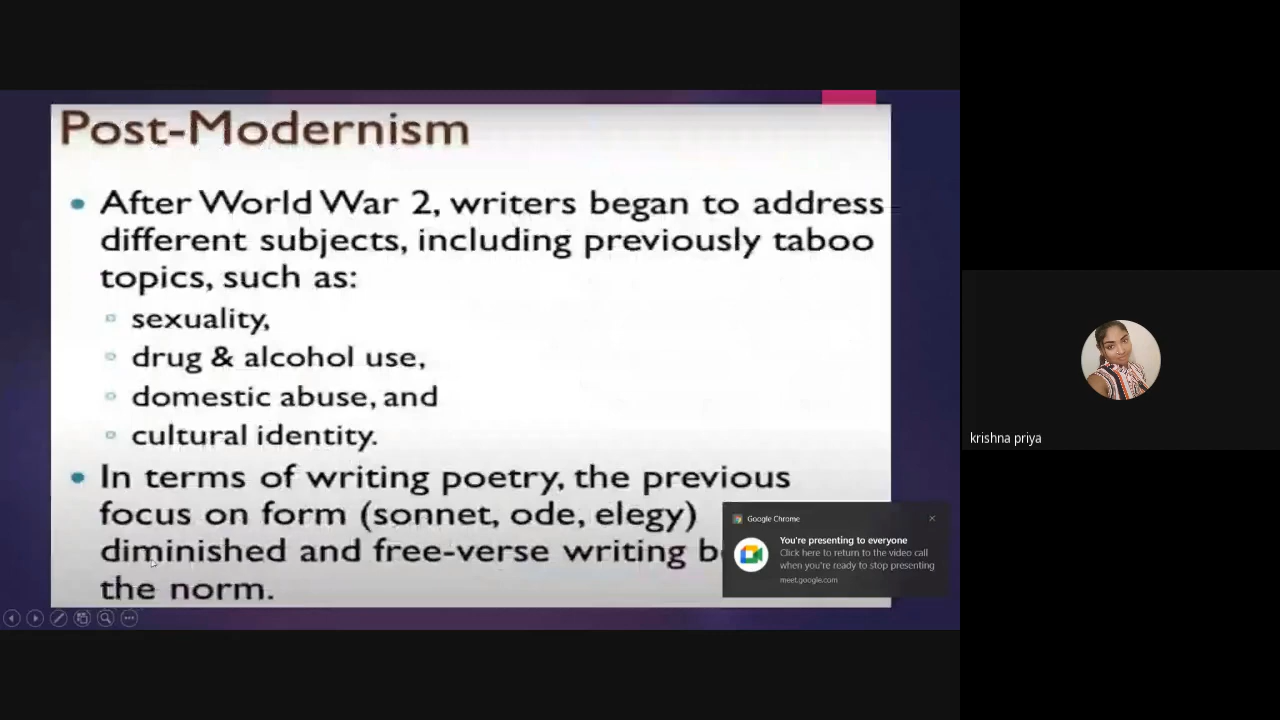 Post-Modernism
After World War 2, writers began to address
different subjects, including previously taboo
topics, such as:
sexuality,
drug & alcohol use,
domestic abuse, and
cultural identity.
In terms of writing poetry, the previous
focus on form (sonnet, ode, elegy)
diminished and free-verse writing
the norm.
Google Chrome
You're presenting to everyone
Click here to return to the video call
when you're ready to stop presenting
meet.google.com
krishna priya